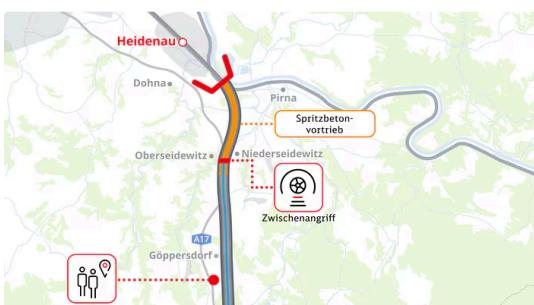 Heidenau
Dohna
Pirna
Spritzbeton-
vortrieb
Oberseidewitz
Niederseidewitz
Zwischenangriff
A17
Göppersdorf